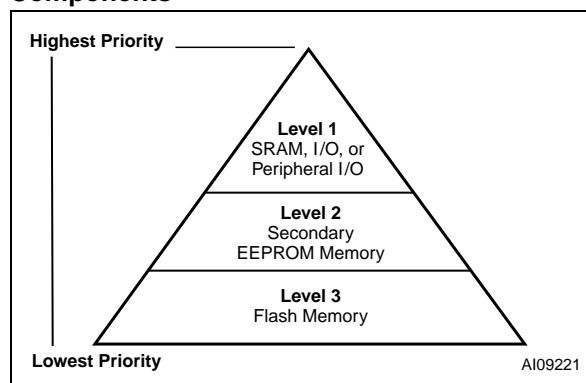 Highest Priority
Level 1
SRAM, I/O, or
Peripheral I/O
Level 2
Secondary
EEPROM Memory
Level 3
Flash Memory
Lowest Priority
AI09221